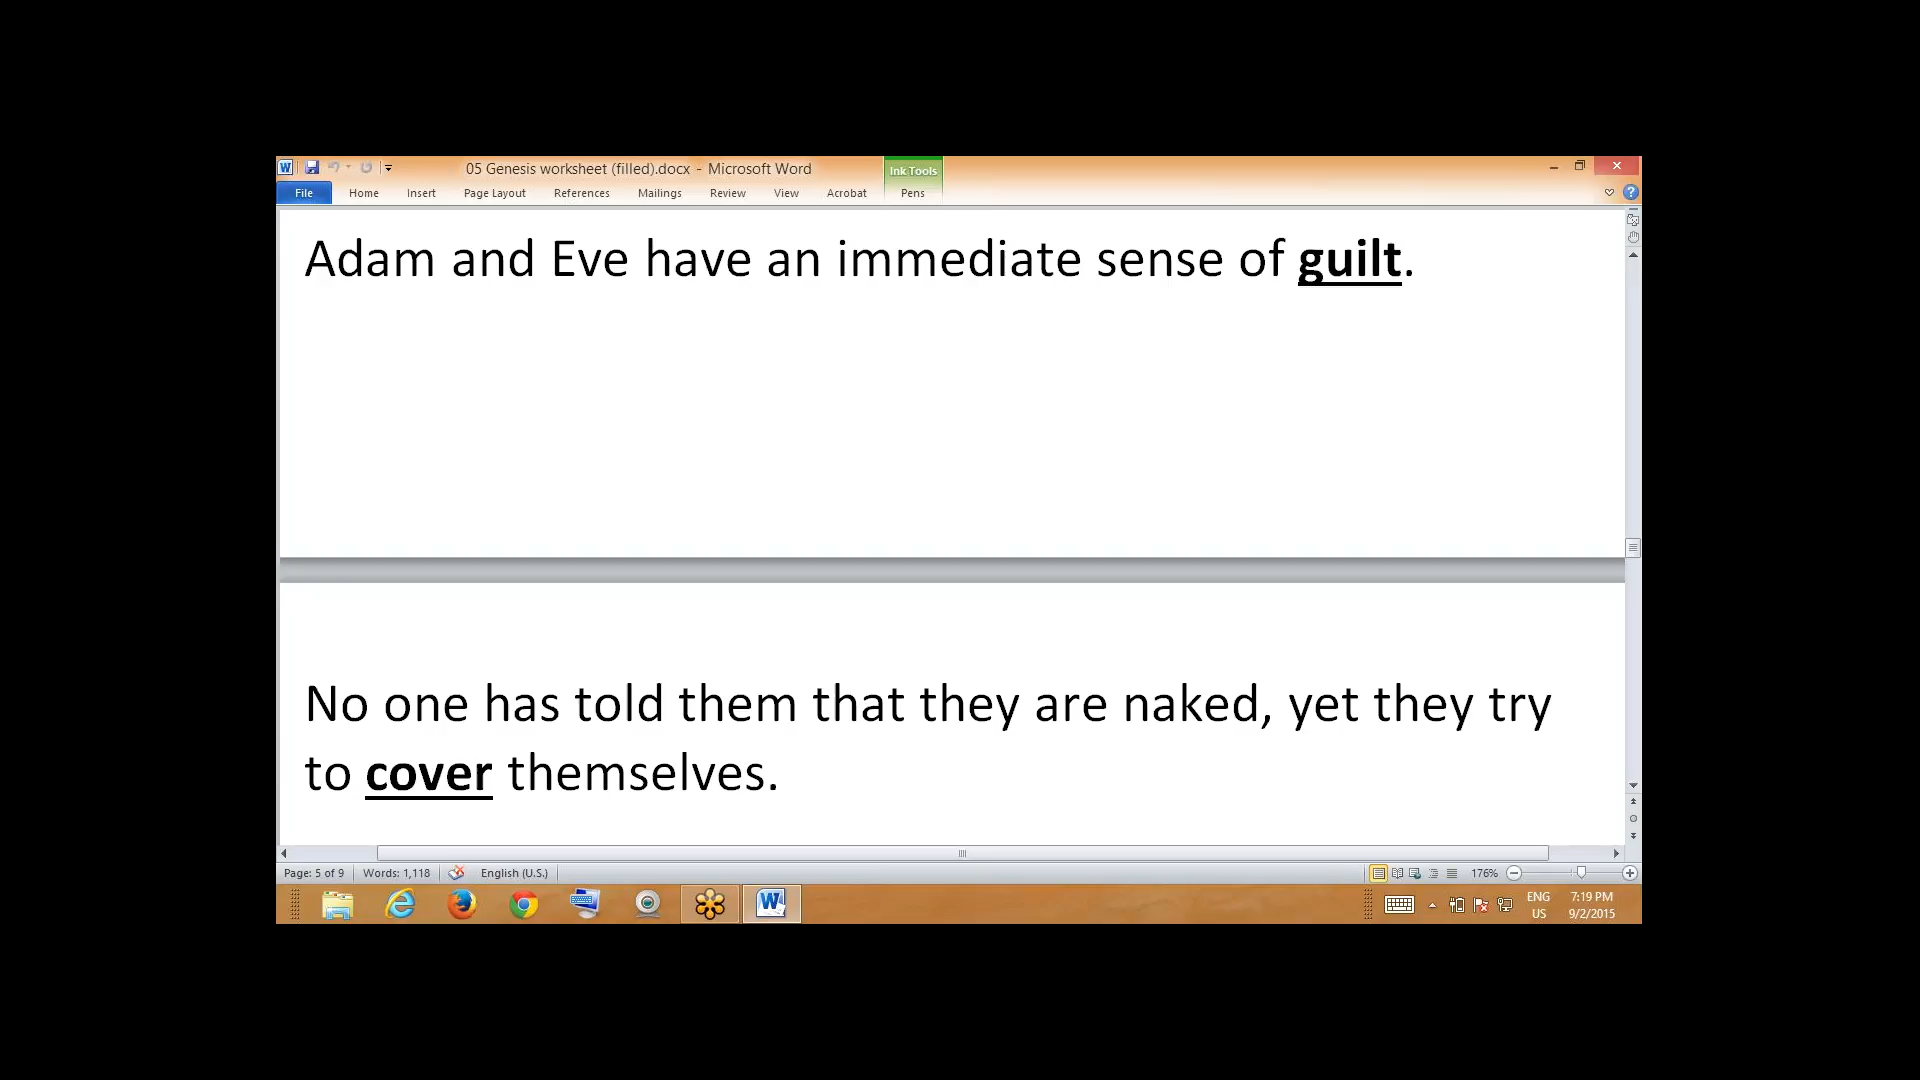 05 Genesis worksheet (filled).docx - Microsoft Word
Ink Tools
File Home Insert Page Layout References Mailings Review View Acrobat Pens
Adam and Eve have an immediate sense of guilt.
No one has told them that they are naked, yet they try
to cover themselves.
Page: 5 of 9 Words: 1,118 English (U.S.) 176%
ENG 7:19 PM
US 9/2/2015